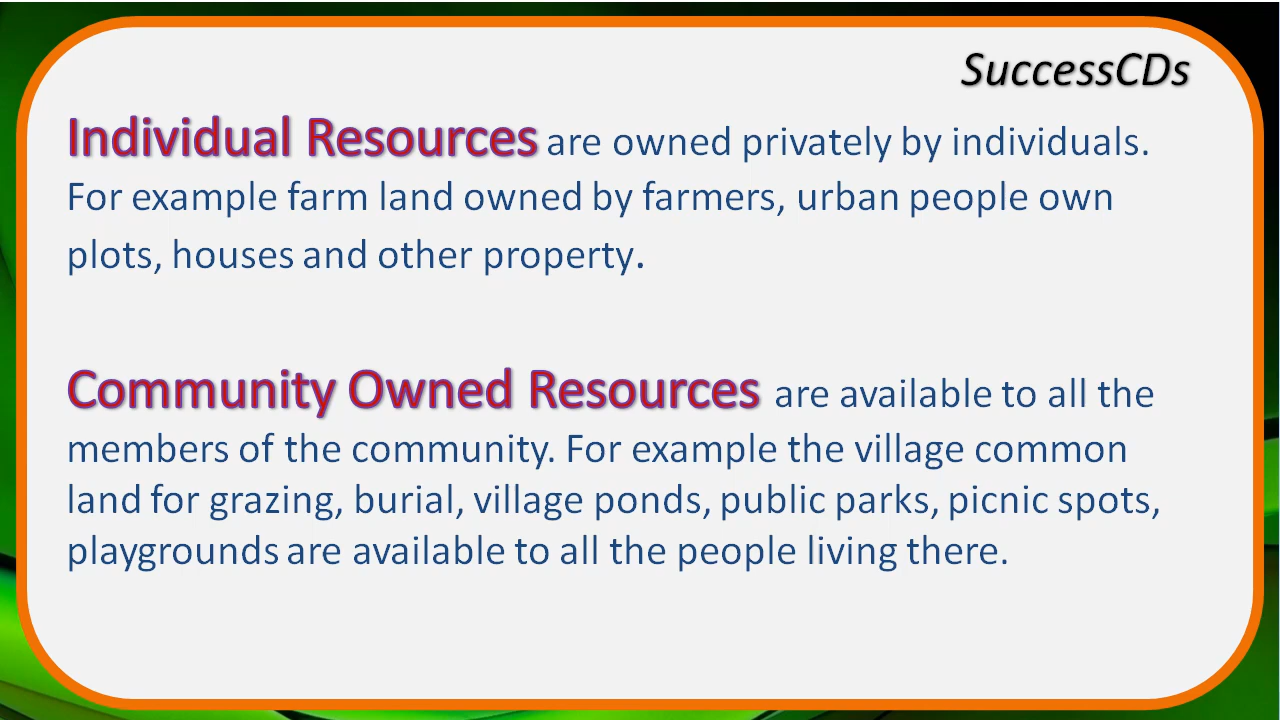 SuccessCDs
Individual Resources are owned privately by individuals.
For example farm land owned by farmers, urban people own
plots, houses and other property.
Community Owned Resources are available to all the
members of the community. For example the village common
land for grazing, burial, village ponds, public parks, picnic spots,
playgrounds are available to all the people living there.